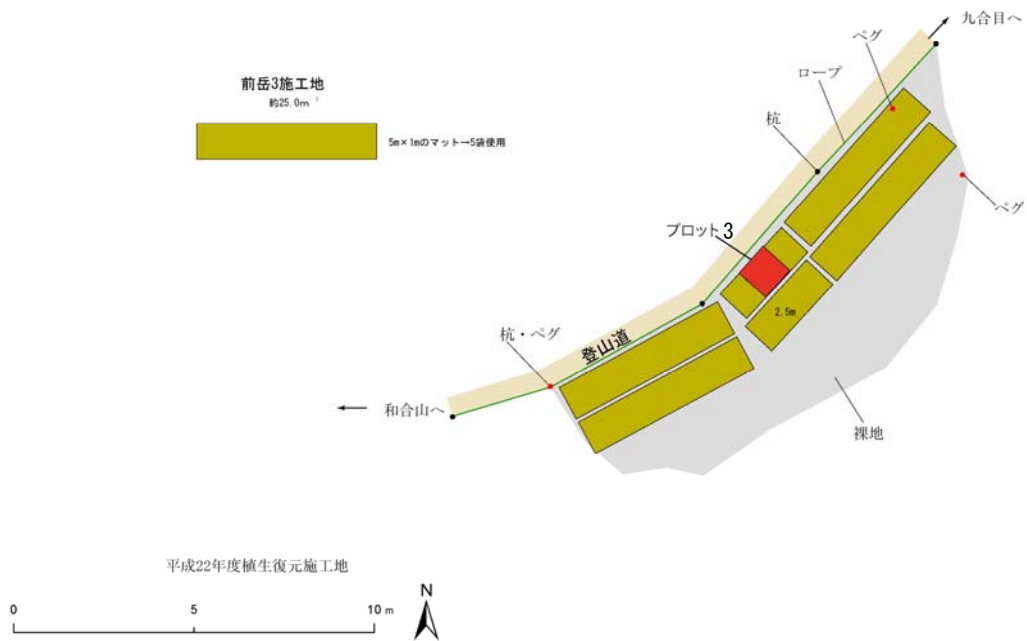 九合目へ
ペグ
前岳3施工地
約25.0m²
ロープ
杭
5m×1mのマット→5袋使用
ペグ
プロット3
2.5m
杭・ペグ
登山道
和合山へ
裸地
平成22年度植生復元施工地
N
0 5 10 m